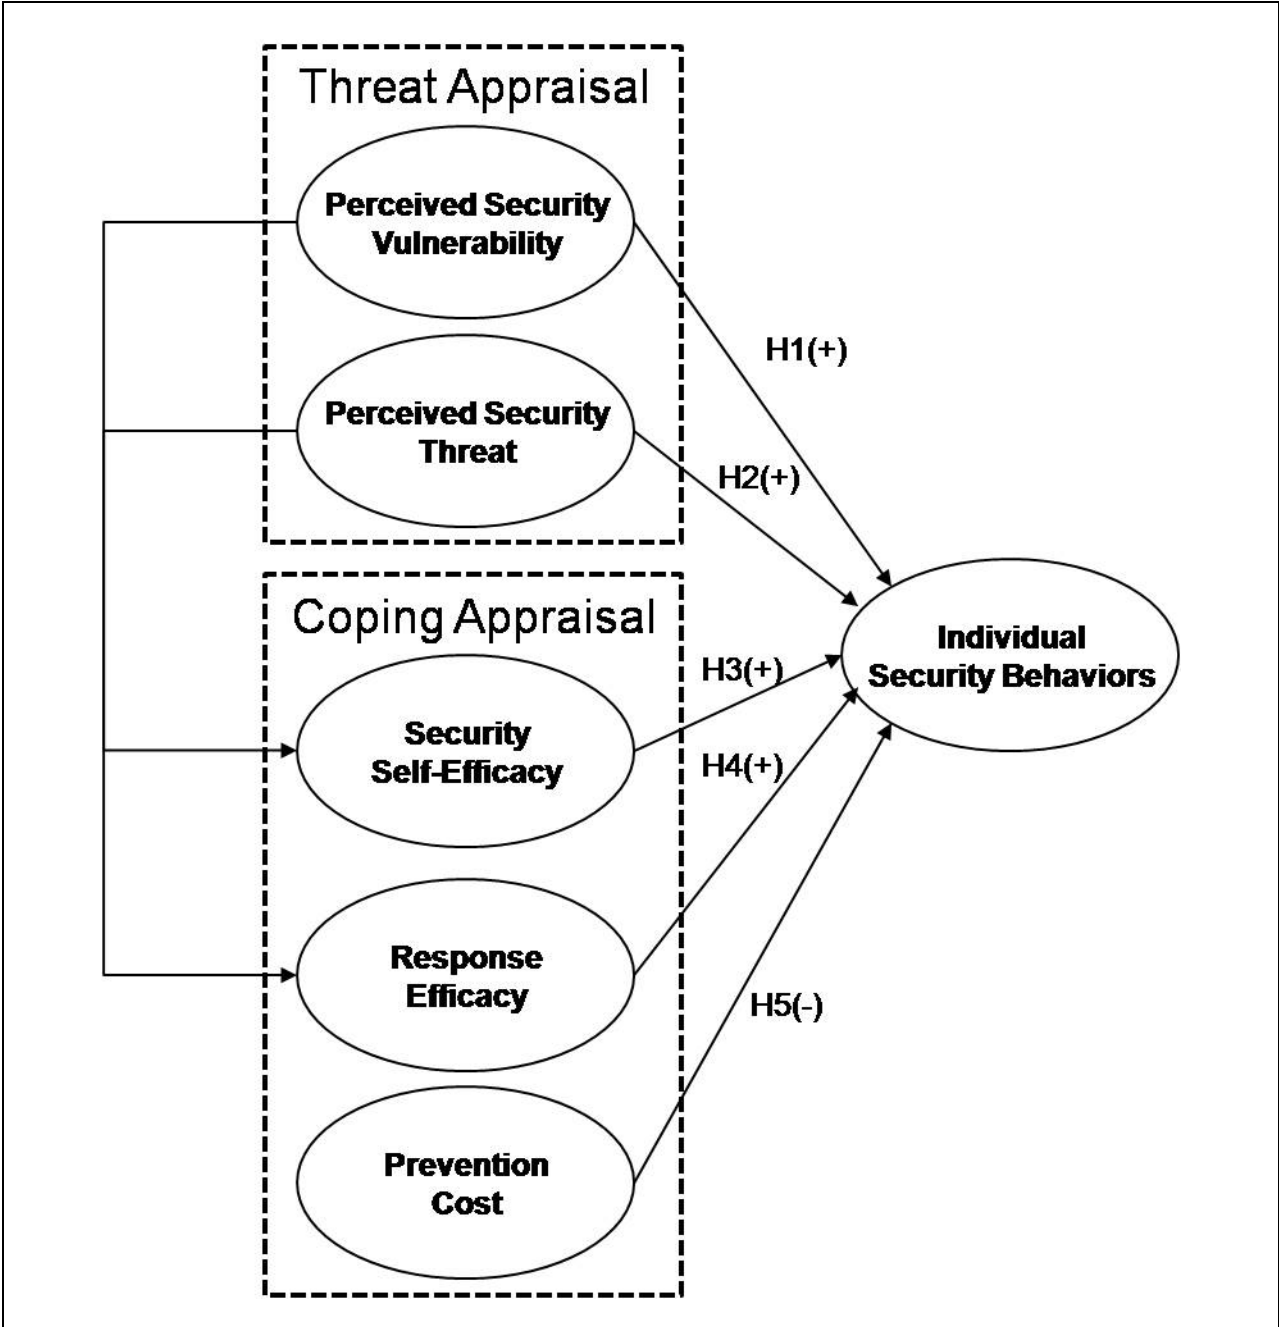 Threat Appraisal
Perceived Security
Vulnerability
H1(+)
Perceived Security
Threat
H2(+)
Coping Appraisal
Individual
Security Behaviors
H3(+)
Security
Self-Efficacy
H4(+)
Response
Efficacy
H5(-)
Prevention
Cost